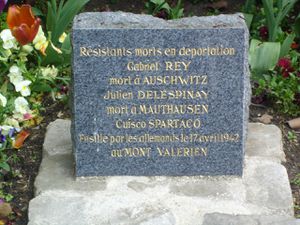 Résistants morts en déportation
Gabriel REY
mort à AUSCHWITZ
Julien DELESPINAY
mort à MAUTHAUSEN
Cuisco SPARTACO
Fusillé par les allemands le 17 avril 1942
au MONT VALERIEN